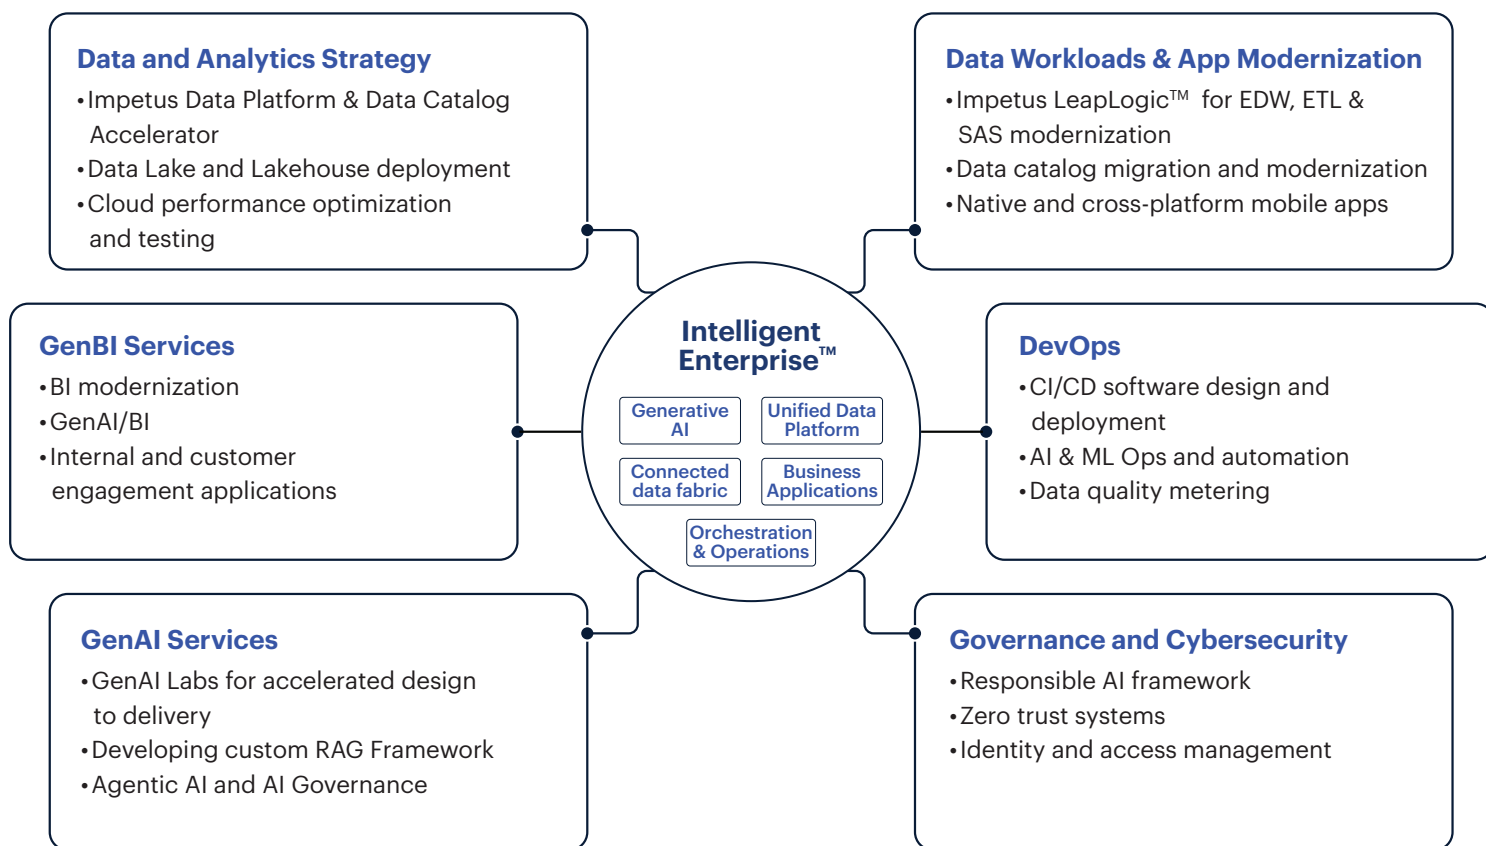 Data and Analytics Strategy
•Impetus Data Platform & Data Catalog
Accelerator
•Data Lake and Lakehouse deployment
•Cloud performance optimization
and testing
Data Workloads & App Modernization
•Impetus LeapLogic™ for EDW, ETL &
SAS modernization
•Data catalog migration and modernization
•Native and cross-platform mobile apps
GenBI Services
•BI modernization
•GenAI/BI
•Internal and customer
engagement applications
Intelligent
Enterprise™
Generative
AI
Unified Data
Platform
Connected
data fabric
Business
Applications
Orchestration
& Operations
DevOps
•CI/CD software design and
deployment
•AI & ML Ops and automation
•Data quality metering
GenAI Services
•GenAI Labs for accelerated design
to delivery
•Developing custom RAG Framework
•Agentic AI and AI Governance
Governance and Cybersecurity
•Responsible AI framework
•Zero trust systems
•Identity and access management